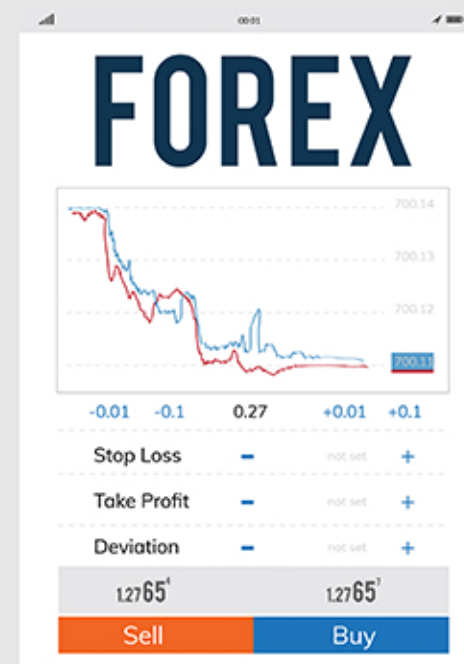 00:01
FOREX
700.14
700.13
700.12
700.11
-0.01 -0.1 0.27 +0.01 +0.1
Stop Loss - not set +
Take Profit - not set +
Deviation - not set +
1.2765⁴ 1.2765⁷
Sell Buy